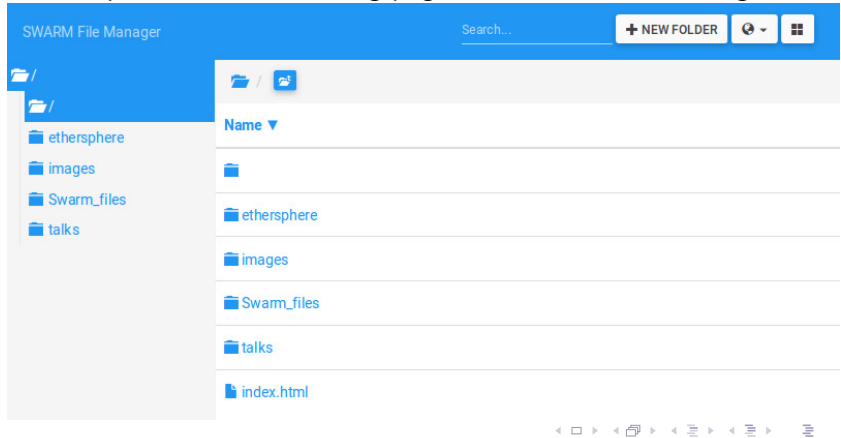 SWARM File Manager
Search...
NEW FOLDER
/
/
ethersphere
images
Swarm_files
talks
/
Name ▼
ethersphere
images
Swarm_files
talks
index.html